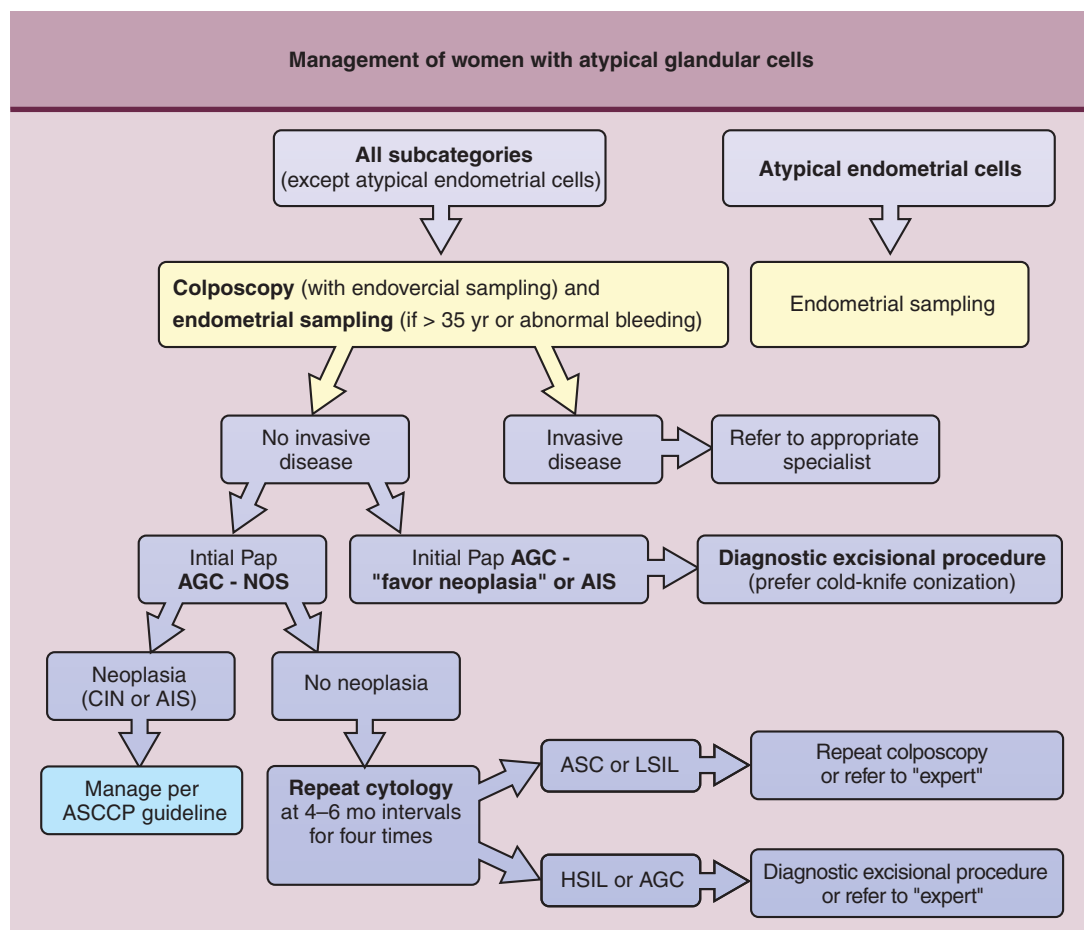 Management of women with atypical glandular cells
All subcategories
(except atypical endometrial cells)
Atypical endometrial cells
Colposcopy (with endovercial sampling) and
endometrial sampling (if > 35 yr or abnormal bleeding)
Endometrial sampling
No invasive
disease
Invasive
disease
Refer to appropriate
specialist
Intial Pap
AGC - NOS
Initial Pap AGC -
"favor neoplasia" or AIS
Diagnostic excisional procedure
(prefer cold-knife conization)
Neoplasia
(CIN or AIS)
No neoplasia
Manage per
ASCCP guideline
Repeat cytology
at 4–6 mo intervals
for four times
ASC or LSIL
Repeat colposcopy
or refer to "expert"
HSIL or AGC
Diagnostic excisional procedure
or refer to "expert"